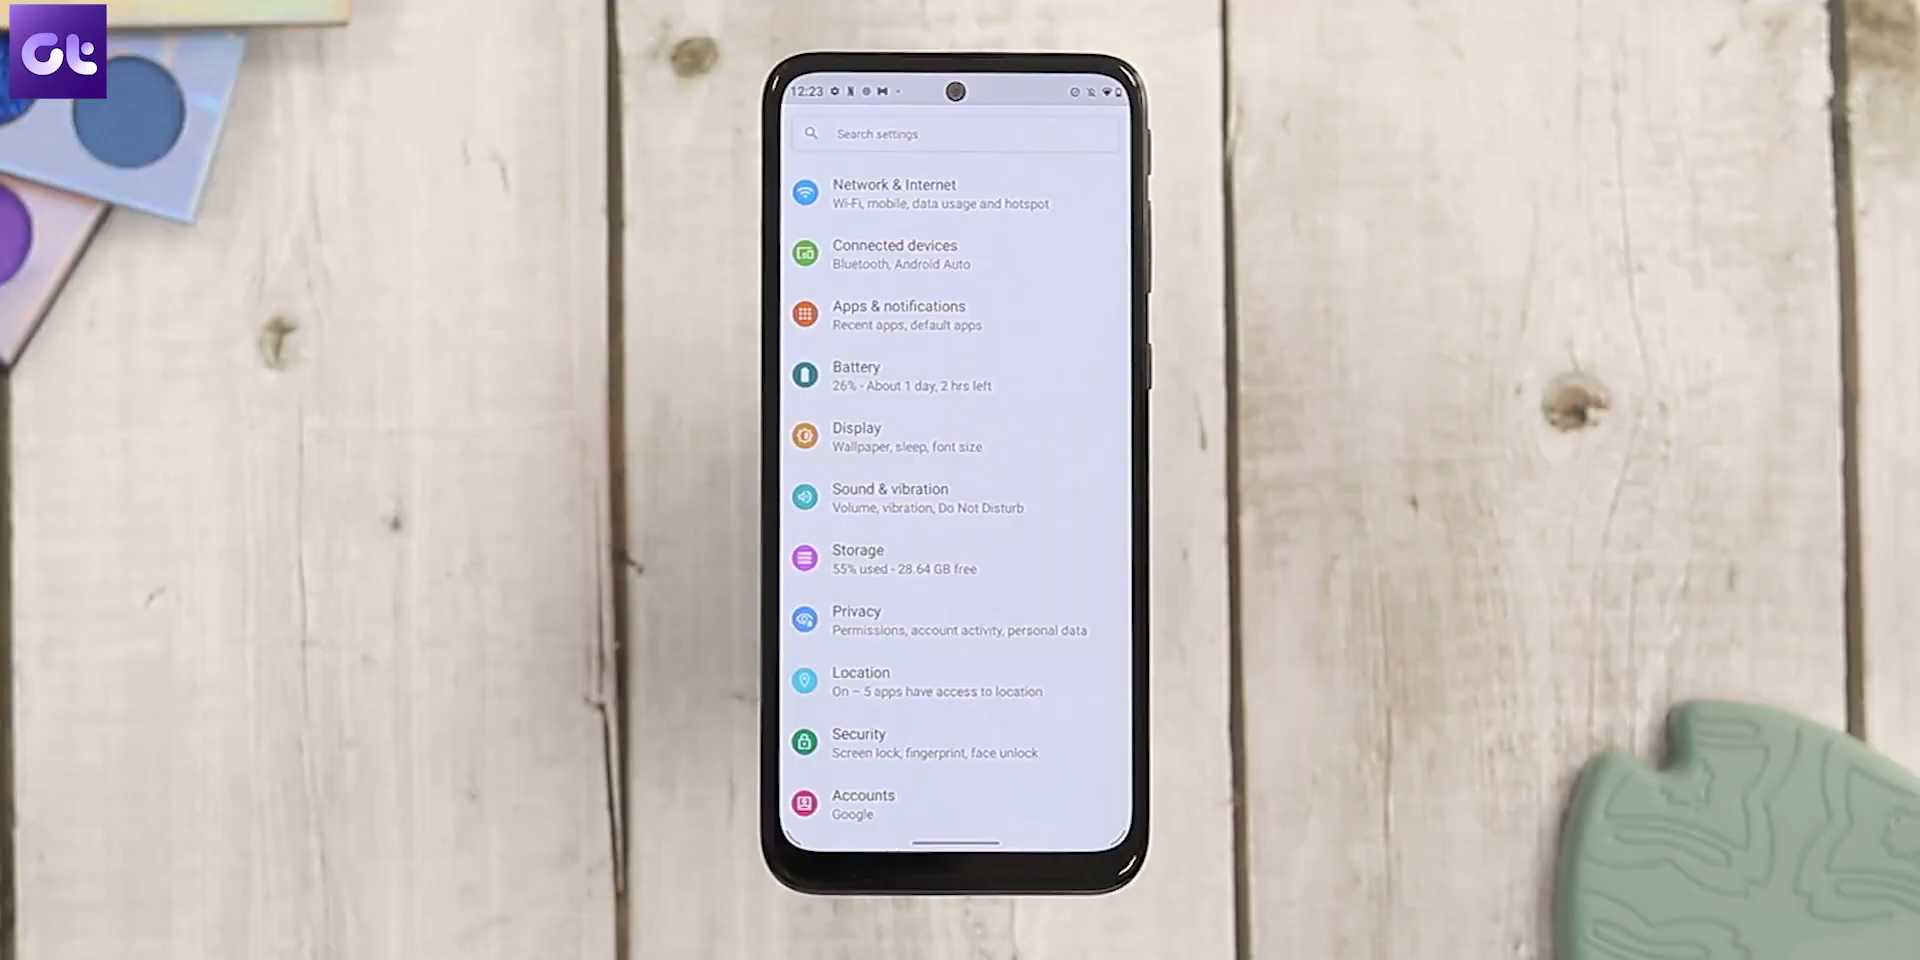 Gt
12:23
Search settings
Network & Internet
Wi-Fi, mobile, data usage and hotspot
Connected devices
Bluetooth, Android Auto
Apps & notifications
Recent apps, default apps
Battery
26% - About 1 day, 2 hrs left
Display
Wallpaper, sleep, font size
Sound & vibration
Volume, vibration, Do Not Disturb
Storage
55% used - 28.64 GB free
Privacy
Permissions, account activity, personal data
Location
On – 5 apps have access to location
Security
Screen lock, fingerprint, face unlock
Accounts
Google